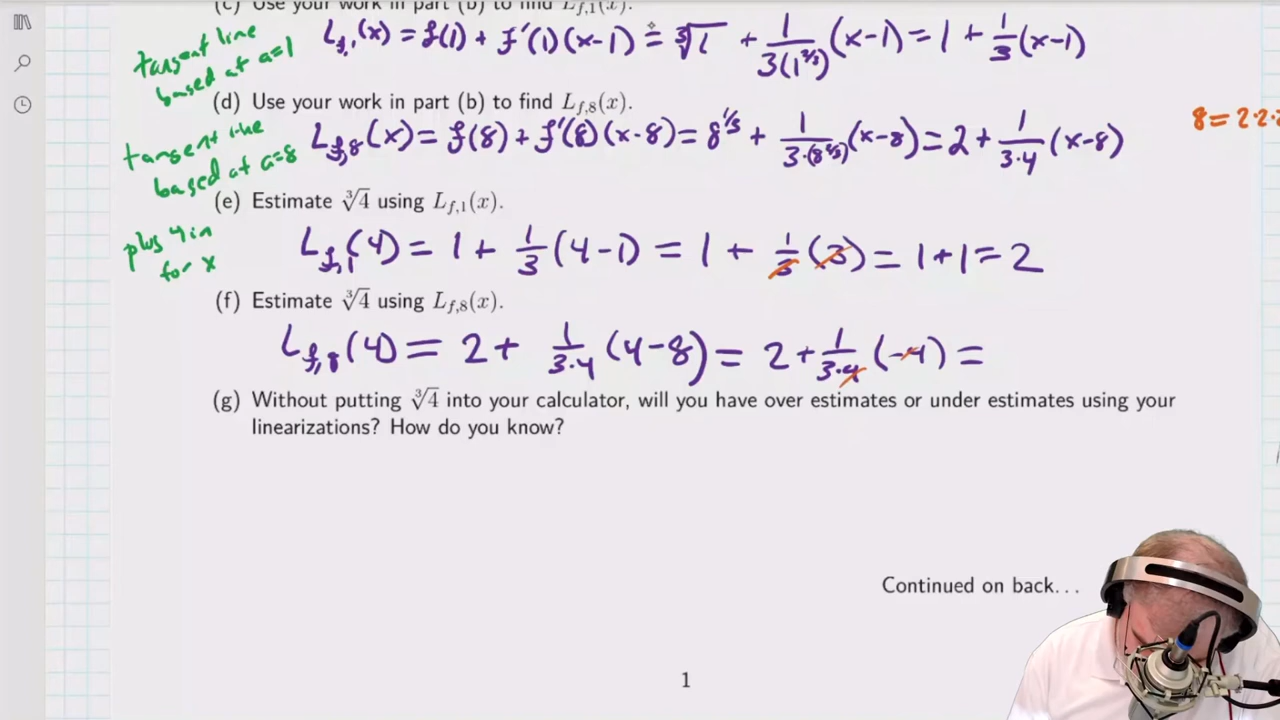 (c) Use your work in part (b) to find L_{f,1}(x).
tangent line based at a=1
L_{f,1}(x) = f(1) + f'(1)(x-1) = ∛1 + 1/(3(1^{2/3}))(x-1) = 1 + 1/3(x-1)
(d) Use your work in part (b) to find L_{f,8}(x).
8=2·2·
tangent line based at a=8
L_{f,8}(x) = f(8) + f'(8)(x-8) = 8^{1/3} + 1/(3·(8^{2/3}))(x-8) = 2 + 1/(3·4)(x-8)
(e) Estimate ∛4 using L_{f,1}(x).
plug 4 in for x
L_{f,1}(4) = 1 + 1/3(4-1) = 1 + 1/3(3) = 1+1 = 2
(f) Estimate ∛4 using L_{f,8}(x).
L_{f,8}(4) = 2 + 1/(3·4)(4-8) = 2 + 1/(3·4)(-4) =
(g) Without putting ∛4 into your calculator, will you have over estimates or under estimates using your
linearizations? How do you know?
Continued on back...
1